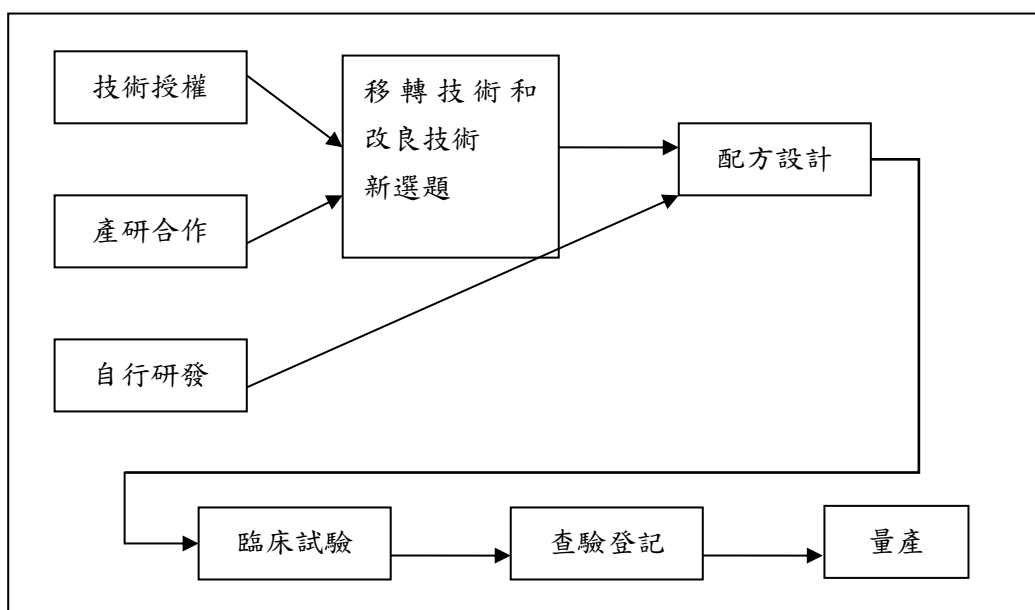 技術授權
移轉技術和
改良技術
新選題
配方設計
產研合作
自行研發
臨床試驗
查驗登記
量產